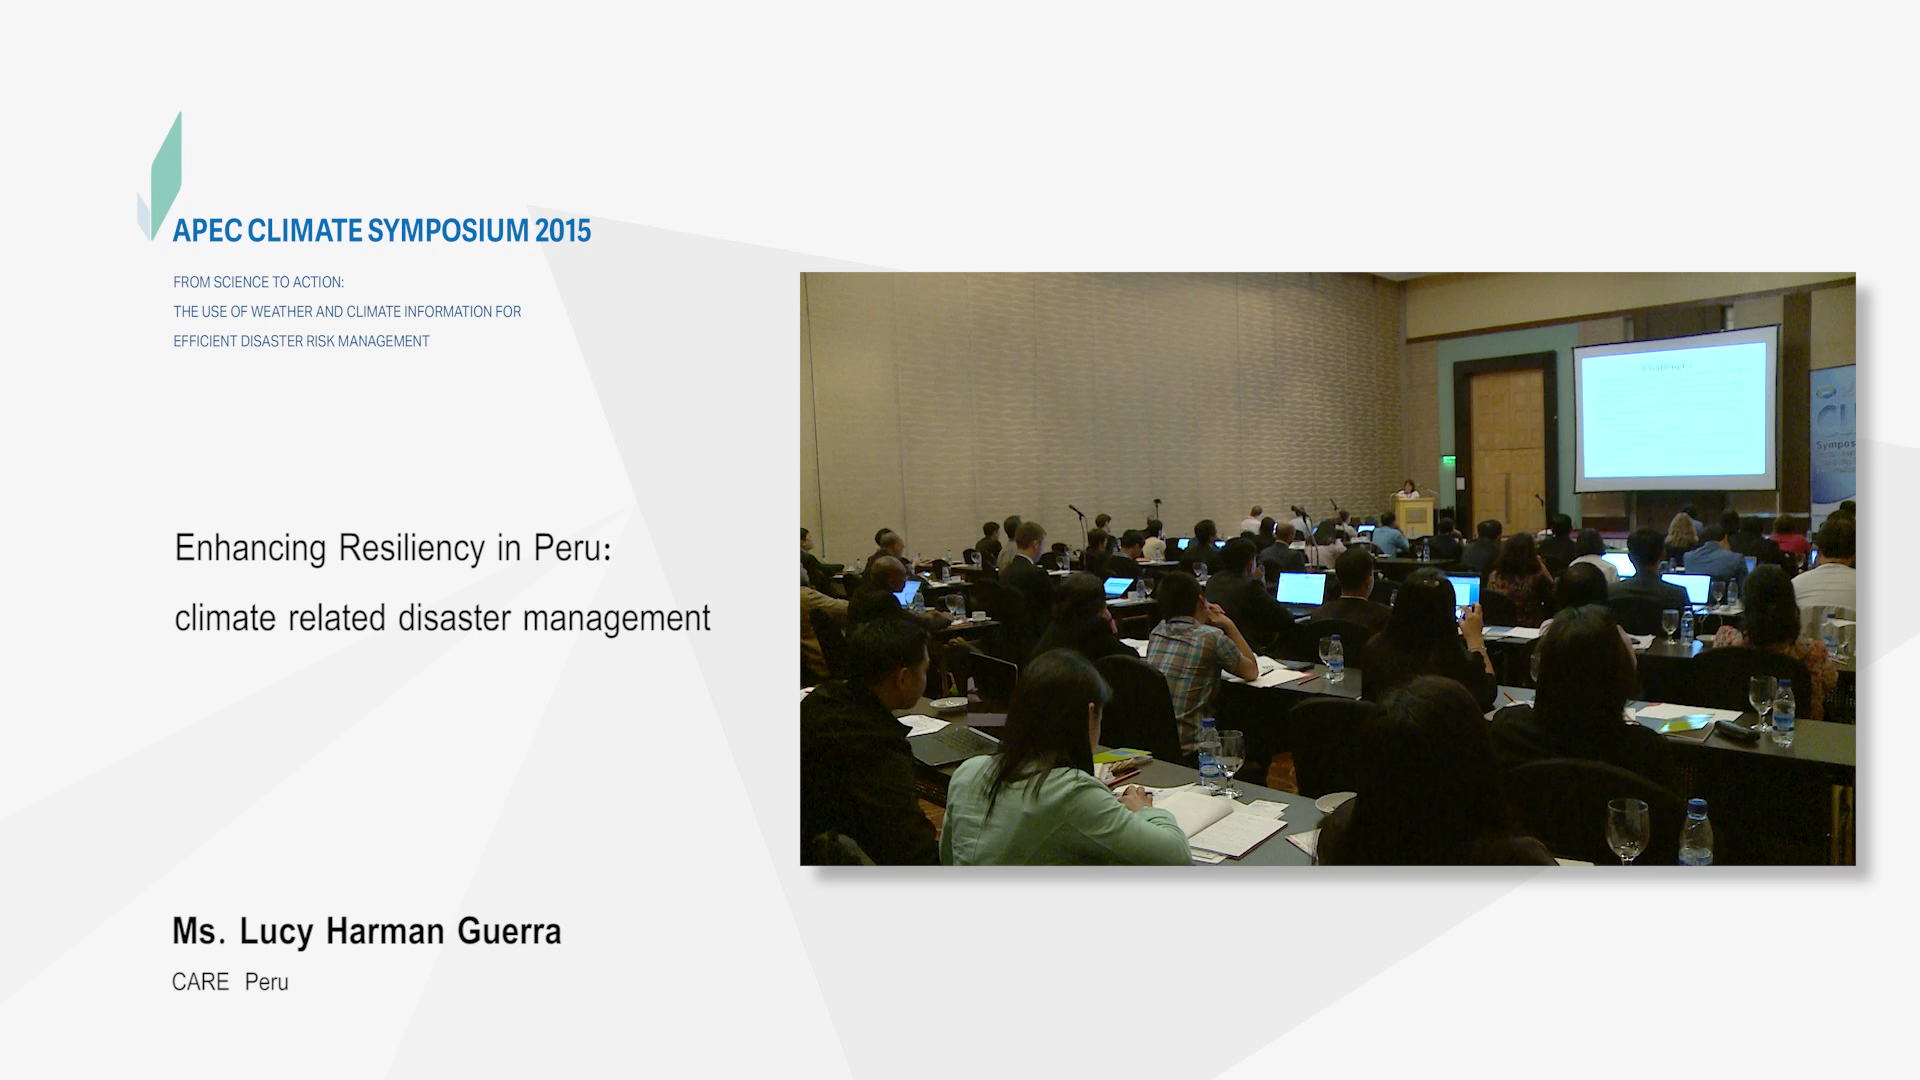 APEC CLIMATE SYMPOSIUM 2015
FROM SCIENCE TO ACTION:
THE USE OF WEATHER AND CLIMATE INFORMATION FOR
EFFICIENT DISASTER RISK MANAGEMENT
Enhancing Resiliency in Peru:
climate related disaster management
Ms. Lucy Harman Guerra
CARE Peru
Challenges